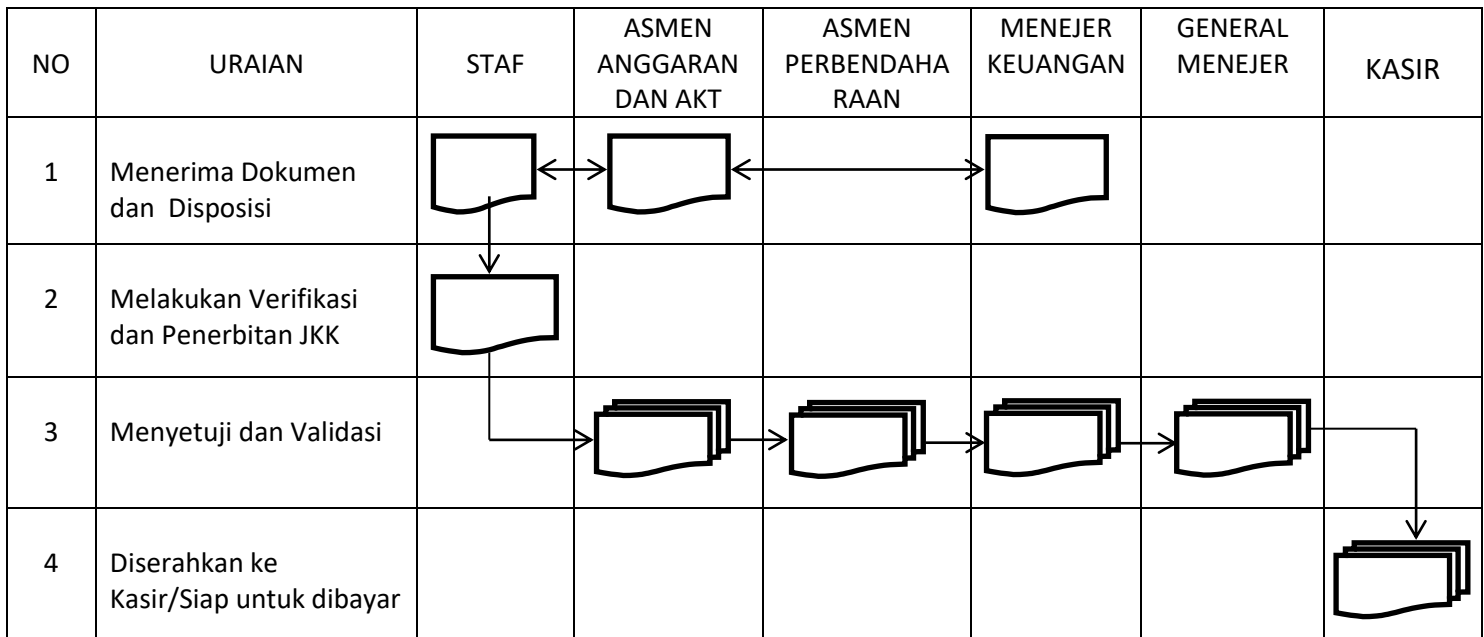 NO
URAIAN
STAF
ASMEN
ANGGARAN
DAN AKT
ASMEN
PERBENDAHA
RAAN
MENEJER
KEUANGAN
GENERAL
MENEJER
KASIR
1
Menerima Dokumen
dan Disposisi
2
Melakukan Verifikasi
dan Penerbitan JKK
3
Menyetuji dan Validasi
4
Diserahkan ke
Kasir/Siap untuk dibayar